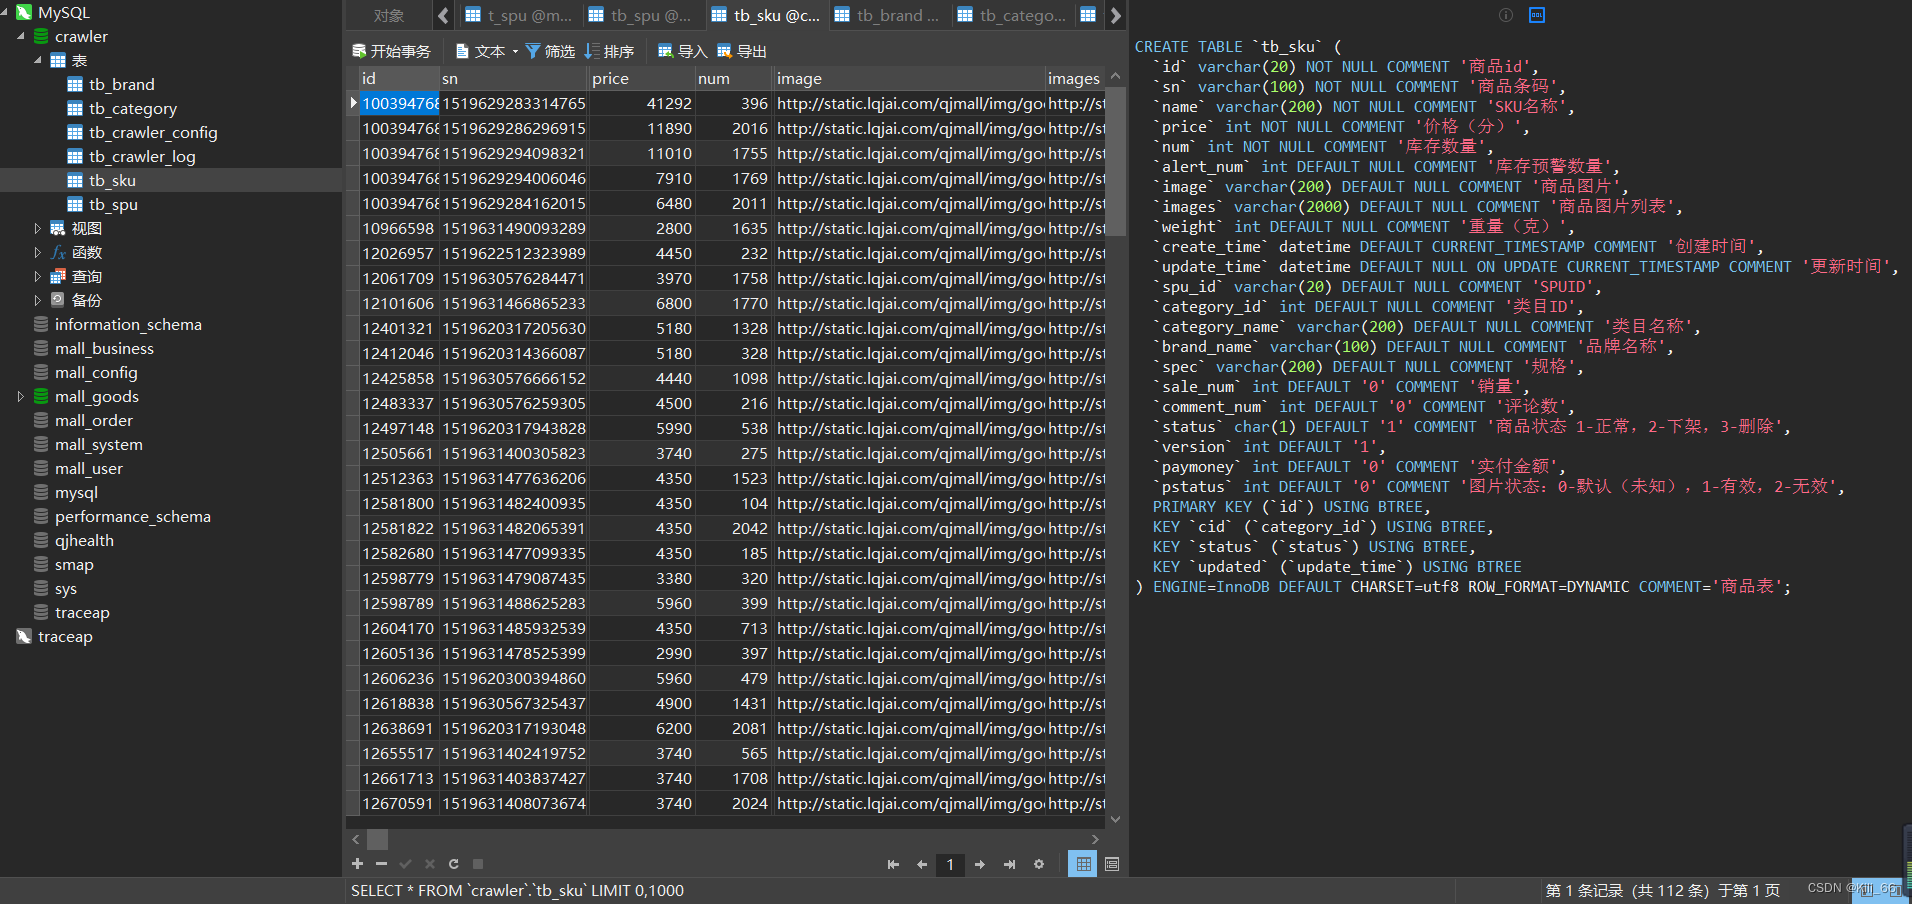 MySQL
crawler
表
tb_brand
tb_category
tb_crawler_config
tb_crawler_log
tb_sku
tb_spu
视图
函数
查询
备份
information_schema
mall_business
mall_config
mall_goods
mall_order
mall_system
mall_user
mysql
performance_schema
qjhealth
smap
sys
traceap
traceap
对象 t_spu @m... tb_spu @... tb_sku @c... tb_brand ... tb_catego...
开始事务 文本 筛选 排序 导入 导出
id sn price num image images
100394768 1519629283314765 41292 396 http://static.lqjai.com/qjmall/img/go http://st
100394768 1519629286296915 11890 2016 http://static.lqjai.com/qjmall/img/go http://st
100394768 1519629294098321 11010 1755 http://static.lqjai.com/qjmall/img/go http://st
100394768 1519629294006046 7910 1769 http://static.lqjai.com/qjmall/img/go http://st
100394768 1519629284162015 6480 2011 http://static.lqjai.com/qjmall/img/go http://st
10966598 1519631490093289 2800 1635 http://static.lqjai.com/qjmall/img/go http://st
12026957 1519622512323989 4450 232 http://static.lqjai.com/qjmall/img/go http://st
12061709 1519630576284471 3970 1758 http://static.lqjai.com/qjmall/img/go http://st
12101606 1519631466865233 6800 1770 http://static.lqjai.com/qjmall/img/go http://st
12401321 1519620317205630 5180 1328 http://static.lqjai.com/qjmall/img/go http://st
12412046 1519620314366087 5180 328 http://static.lqjai.com/qjmall/img/go http://st
12425858 1519630576666152 4440 1098 http://static.lqjai.com/qjmall/img/go http://st
12483337 1519630576259305 4500 216 http://static.lqjai.com/qjmall/img/go http://st
12497148 1519620317943828 5990 538 http://static.lqjai.com/qjmall/img/go http://st
12505661 1519631400305823 3740 275 http://static.lqjai.com/qjmall/img/go http://st
12512363 1519631477636206 4350 1523 http://static.lqjai.com/qjmall/img/go http://st
12581800 1519631482400935 4350 104 http://static.lqjai.com/qjmall/img/go http://st
12581822 1519631482065391 4350 2042 http://static.lqjai.com/qjmall/img/go http://st
12582680 1519631477099335 4350 185 http://static.lqjai.com/qjmall/img/go http://st
12598779 1519631479087435 3380 320 http://static.lqjai.com/qjmall/img/go http://st
12598789 1519631488625283 5960 399 http://static.lqjai.com/qjmall/img/go http://st
12604170 1519631485932539 4350 713 http://static.lqjai.com/qjmall/img/go http://st
12605136 1519631478525399 2990 397 http://static.lqjai.com/qjmall/img/go http://st
12606236 1519620300394860 5960 479 http://static.lqjai.com/qjmall/img/go http://st
12618838 1519630567325437 4900 1431 http://static.lqjai.com/qjmall/img/go http://st
12638691 1519620317193048 6200 2081 http://static.lqjai.com/qjmall/img/go http://st
12655517 1519631402419752 3740 565 http://static.lqjai.com/qjmall/img/go http://st
12661713 1519631403837427 3740 1708 http://static.lqjai.com/qjmall/img/go http://st
12670591 1519631408073674 3740 2024 http://static.lqjai.com/qjmall/img/go http://st
1
CREATE TABLE `tb_sku` (
`id` varchar(20) NOT NULL COMMENT '商品id',
`sn` varchar(100) NOT NULL COMMENT '商品条码',
`name` varchar(200) NOT NULL COMMENT 'SKU名称',
`price` int NOT NULL COMMENT '价格（分）',
`num` int NOT NULL COMMENT '库存数量',
`alert_num` int DEFAULT NULL COMMENT '库存预警数量',
`image` varchar(200) DEFAULT NULL COMMENT '商品图片',
`images` varchar(2000) DEFAULT NULL COMMENT '商品图片列表',
`weight` int DEFAULT NULL COMMENT '重量（克）',
`create_time` datetime DEFAULT CURRENT_TIMESTAMP COMMENT '创建时间',
`update_time` datetime DEFAULT NULL ON UPDATE CURRENT_TIMESTAMP COMMENT '更新时间',
`spu_id` varchar(20) DEFAULT NULL COMMENT 'SPUID',
`category_id` int DEFAULT NULL COMMENT '类目ID',
`category_name` varchar(200) DEFAULT NULL COMMENT '类目名称',
`brand_name` varchar(100) DEFAULT NULL COMMENT '品牌名称',
`spec` varchar(200) DEFAULT NULL COMMENT '规格',
`sale_num` int DEFAULT '0' COMMENT '销量',
`comment_num` int DEFAULT '0' COMMENT '评论数',
`status` char(1) DEFAULT '1' COMMENT '商品状态 1-正常，2-下架，3-删除',
`version` int DEFAULT '1',
`paymoney` int DEFAULT '0' COMMENT '实付金额',
`pstatus` int DEFAULT '0' COMMENT '图片状态：0-默认（未知），1-有效，2-无效',
PRIMARY KEY (`id`) USING BTREE,
KEY `cid` (`category_id`) USING BTREE,
KEY `status` (`status`) USING BTREE,
KEY `updated` (`update_time`) USING BTREE
) ENGINE=InnoDB DEFAULT CHARSET=utf8 ROW_FORMAT=DYNAMIC COMMENT='商品表';
SELECT * FROM `crawler`.`tb_sku` LIMIT 0,1000
第 1 条记录（共 112 条）于第 1 页